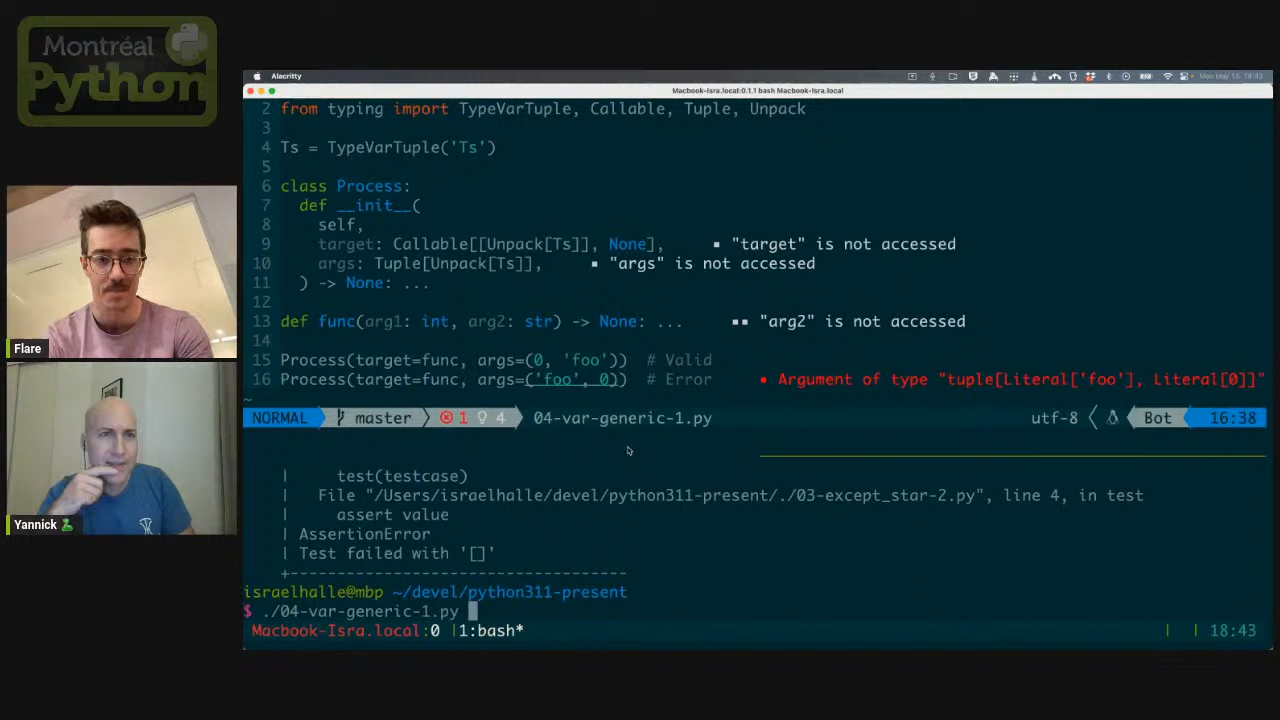 Montréal
Python
Alacritty
Mon May 15, 18:43
Macbook-Isra.local:0.1.1 bash Macbook-Isra.local
2 from typing import TypeVarTuple, Callable, Tuple, Unpack
3
4 Ts = TypeVarTuple('Ts')
5
6 class Process:
7 def __init__(
8 self,
9 target: Callable[[Unpack[Ts]], None], ▪ "target" is not accessed
10 args: Tuple[Unpack[Ts]], ▪ "args" is not accessed
11 ) -> None: ...
12
13 def func(arg1: int, arg2: str) -> None: ... ▪▪ "arg2" is not accessed
14
15 Process(target=func, args=(0, 'foo')) # Valid
16 Process(target=func, args=('foo', 0)) # Error • Argument of type "tuple[Literal['foo'], Literal[0]]"
~
NORMAL master 1 4 04-var-generic-1.py utf-8 Bot 16:38
| test(testcase)
| File "/Users/israelhalle/devel/python311-present/./03-except_star-2.py", line 4, in test
| assert value
| AssertionError
| Test failed with '[]'
+------------------------------------
israelhalle@mbp ~/devel/python311-present
$ ./04-var-generic-1.py
Macbook-Isra.local:0 |1:bash* | | 18:43
Flare
Yannick